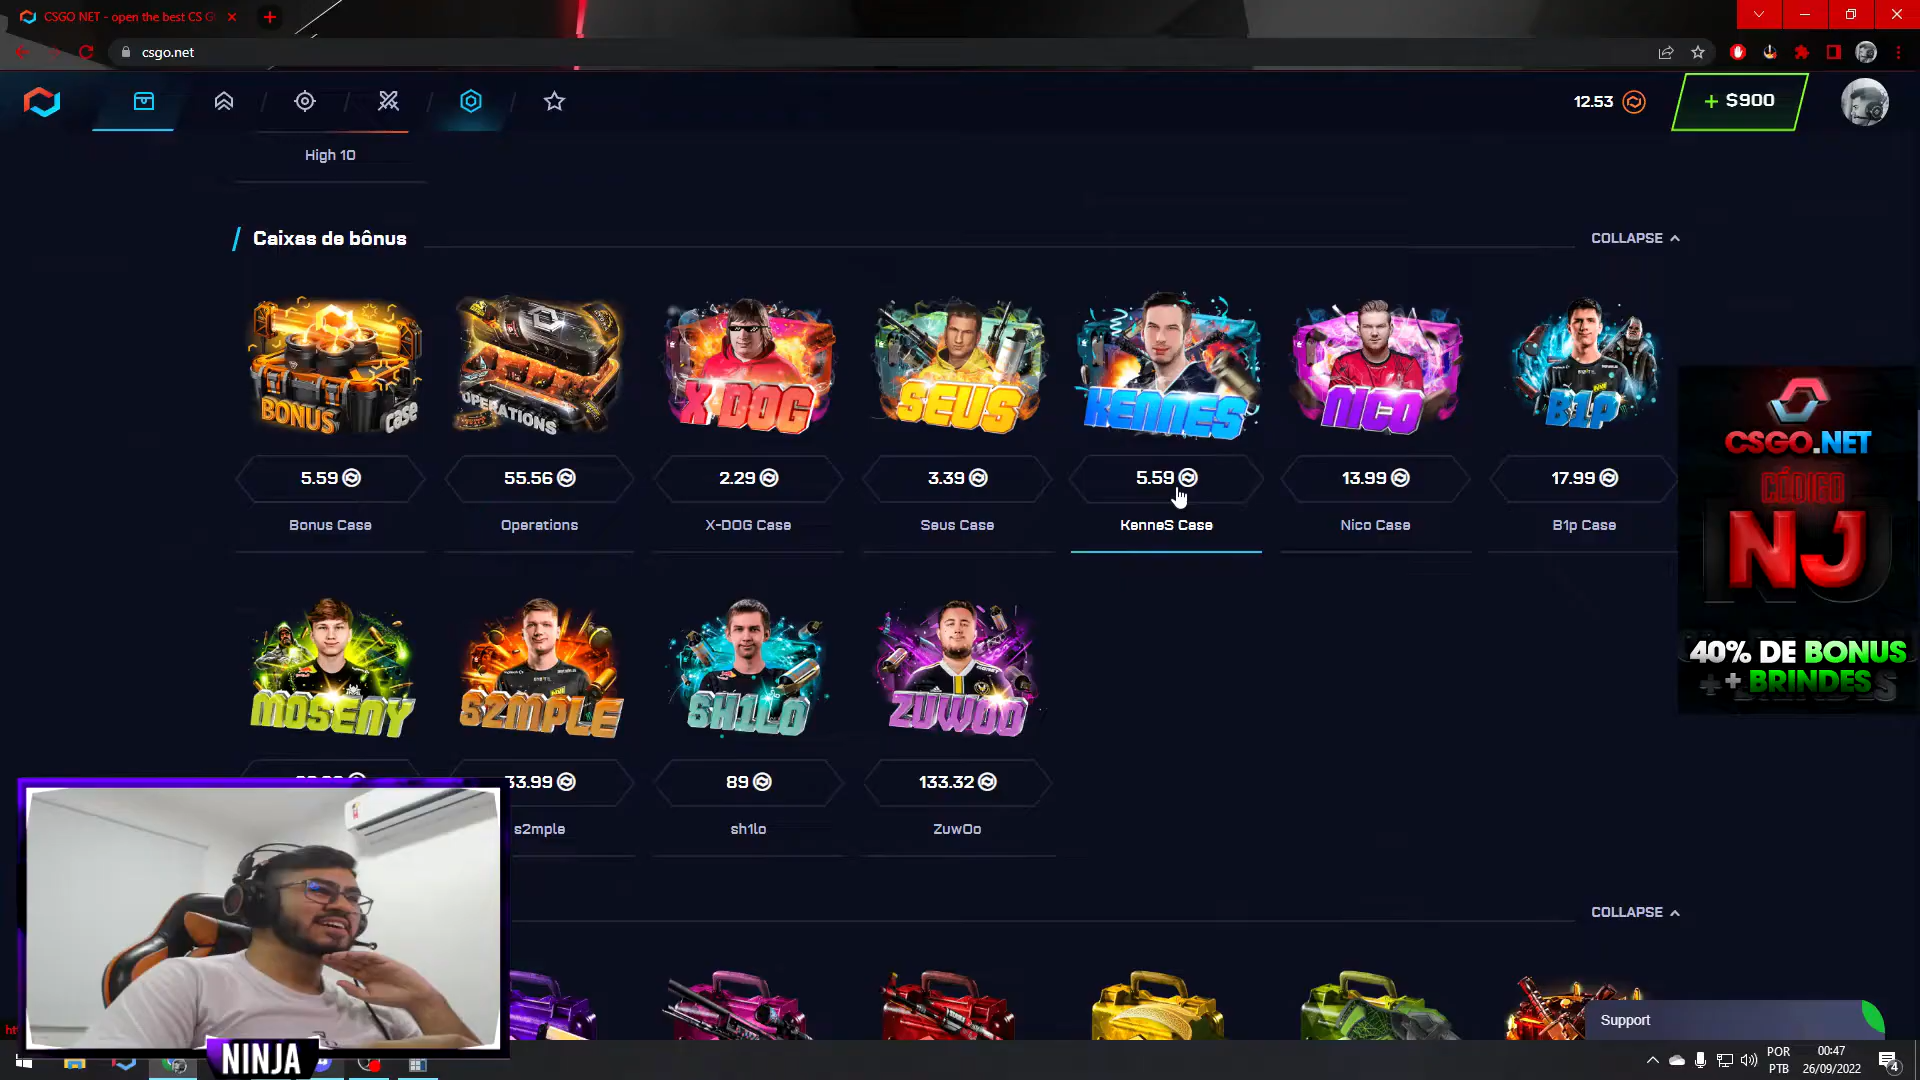 CSGO NET - open the best CS G
csgo.net
12.53
+ $900
High 10
Caixas de bônus
COLLAPSE
BONUS case
OPERATIONS
X DOG
SEUS
KENNES
NICO
B1P
5.59
55.56
2.29
3.39
5.59
13.99
17.99
Bonus Case
Operations
X-DOG Case
Seus Case
KenneS Case
Nico Case
B1p Case
CSGO.NET
CÓDIGO
NJ
40% DE BONUS
+ BRINDES
MOSENY
S2MPLE
SH1LO
ZUWOO
33.99
89
133.32
s2mple
sh1lo
ZuwOo
COLLAPSE
Support
NINJA
POR
PTB
00:47
26/09/2022
4